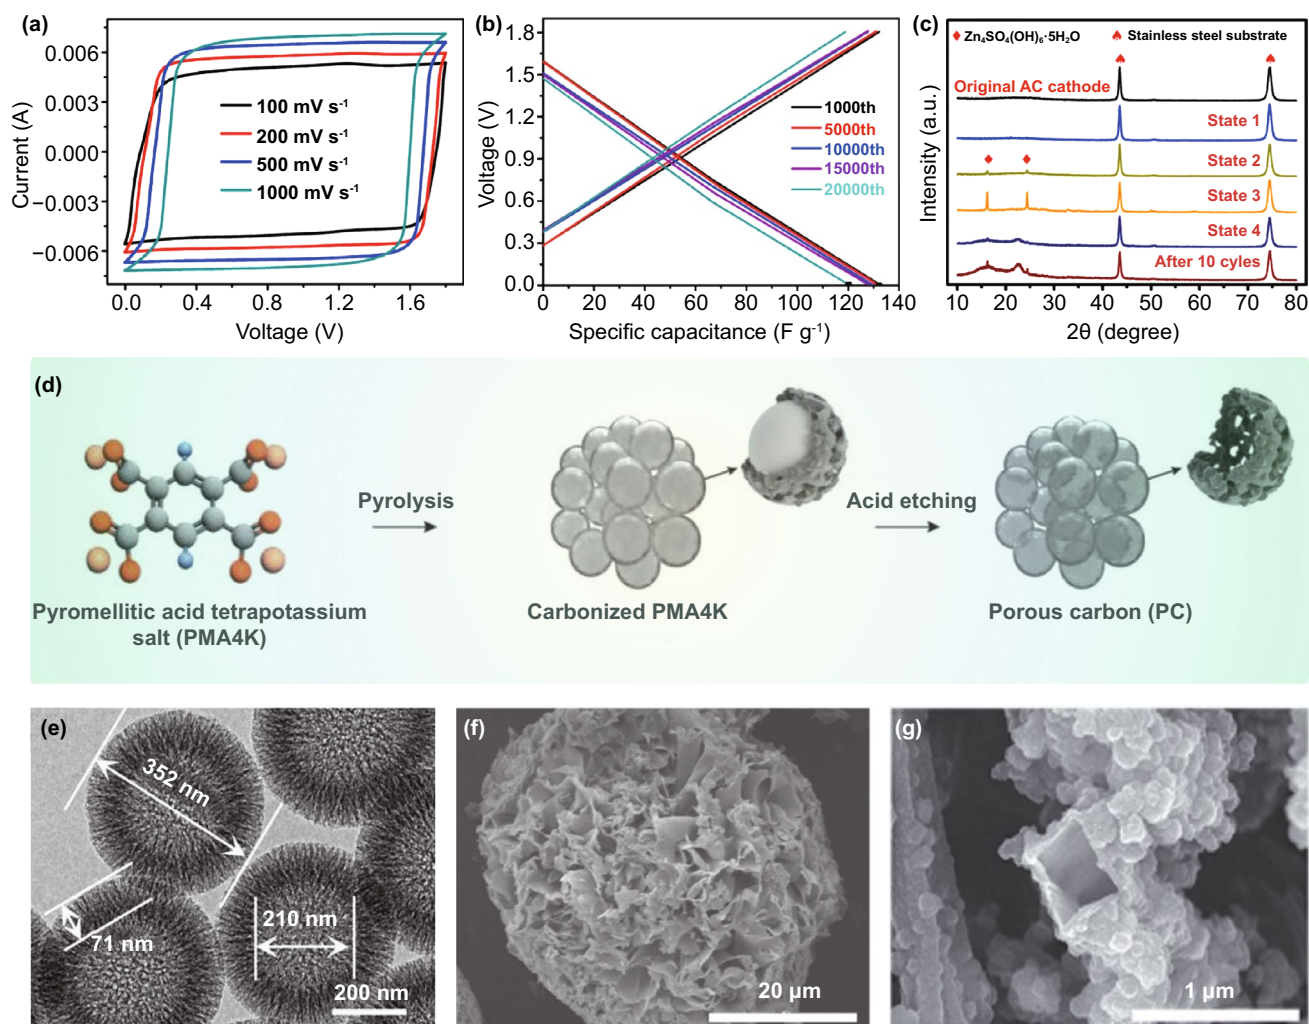 (a)
0.006
0.003
0.000
−0.003
−0.006
Current (A)
100 mV s⁻¹
200 mV s⁻¹
500 mV s⁻¹
1000 mV s⁻¹
0.0 0.4 0.8 1.2 1.6
Voltage (V)
(b)
1.8
1.5
1.2
0.9
0.6
0.3
0.0
Voltage (V)
1000th
5000th
10000th
15000th
20000th
0 20 40 60 80 100 120 140
Specific capacitance (F g⁻¹)
(c)
Zn₄SO₄(OH)₆·5H₂O
Stainless steel substrate
Original AC cathode
State 1
State 2
State 3
State 4
After 10 cyles
Intensity (a.u.)
10 20 30 40 50 60 70 80
2θ (degree)
(d)
Pyrolysis
Acid etching
Pyromellitic acid tetrapotassium
salt (PMA4K)
Carbonized PMA4K
Porous carbon (PC)
(e)
352 nm
210 nm
71 nm
200 nm
(f)
20 µm
(g)
1 µm